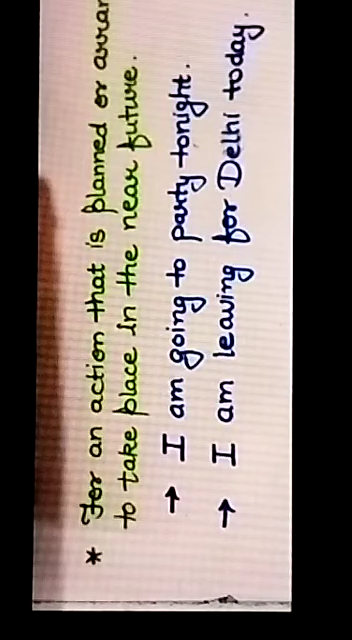 * For an action that is planned or
to take place in the near future.
→ I am going to party tonight.
→ I am leaving for Delhi today.